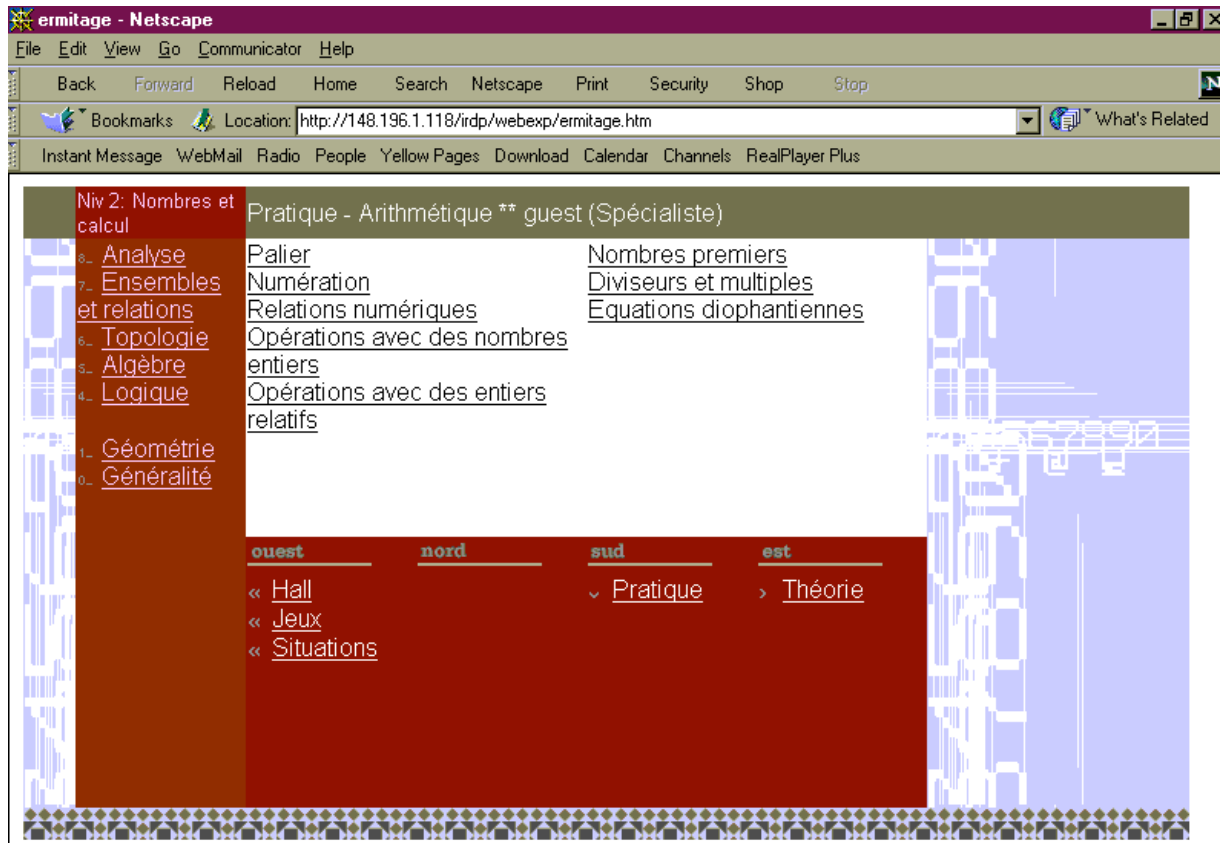 ermitage - Netscape
File Edit View Go Communicator Help
Back Forward Reload Home Search Netscape Print Security Shop Stop
N
Bookmarks Location: http://148.196.1.118/irdp/webexp/ermitage.htm What's Related
Instant Message WebMail Radio People Yellow Pages Download Calendar Channels RealPlayer Plus
Niv 2: Nombres et
calcul
Pratique - Arithmétique ** guest (Spécialiste)
8_ Analyse
7_ Ensembles
et relations
6_ Topologie
5_ Algèbre
4_ Logique
1_ Géométrie
0_ Généralité
Palier
Numération
Relations numériques
Opérations avec des nombres
entiers
Opérations avec des entiers
relatifs
Nombres premiers
Diviseurs et multiples
Equations diophantiennes
ouest nord sud est
« Hall
« Jeux
« Situations
Pratique
› Théorie